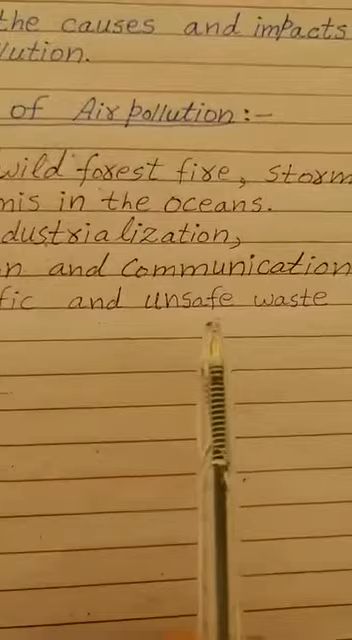 the causes and impacts
lution.
of Air pollution :-
wild forest fire, storm
mis in the oceans.
dustrialization,
n and Communication
fic and unsafe waste